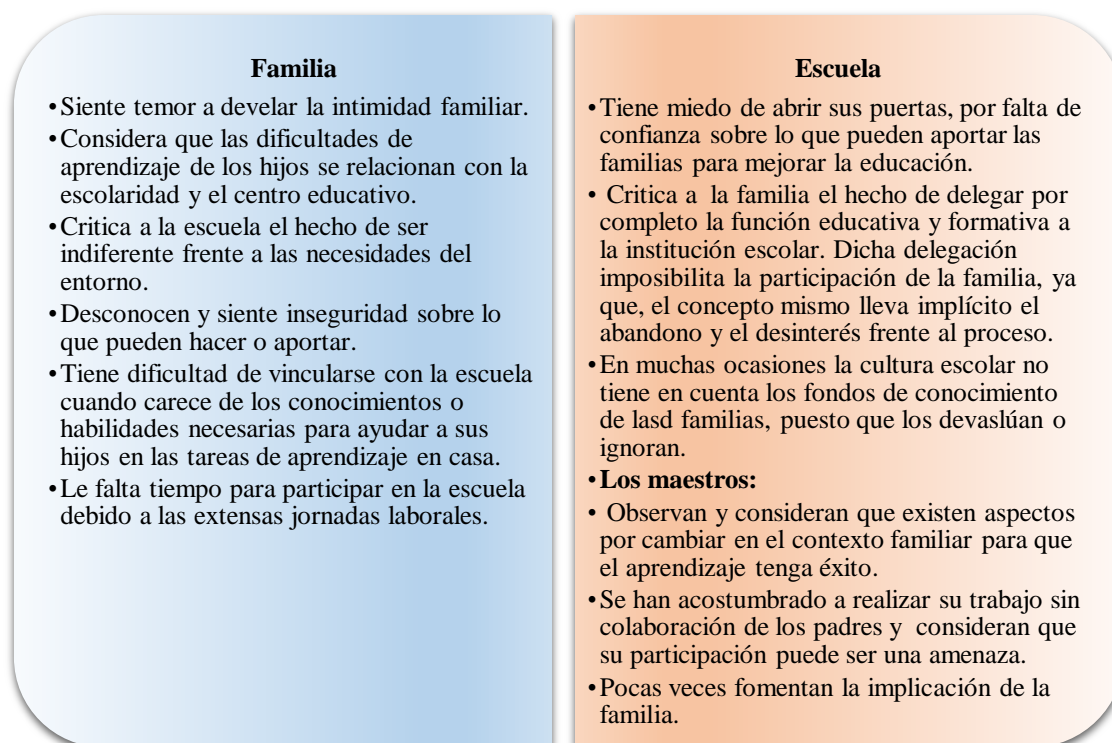 Familia
•Siente temor a develar la intimidad familiar.
•Considera que las dificultades de
aprendizaje de los hijos se relacionan con la
escolaridad y el centro educativo.
•Critica a la escuela el hecho de ser
indiferente frente a las necesidades del
entorno.
•Desconocen y siente inseguridad sobre lo
que pueden hacer o aportar.
•Tiene dificultad de vincularse con la escuela
cuando carece de los conocimientos o
habilidades necesarias para ayudar a sus
hijos en las tareas de aprendizaje en casa.
•Le falta tiempo para participar en la escuela
debido a las extensas jornadas laborales.
Escuela
•Tiene miedo de abrir sus puertas, por falta de
confianza sobre lo que pueden aportar las
familias para mejorar la educación.
• Critica a la familia el hecho de delegar por
completo la función educativa y formativa a
la institución escolar. Dicha delegación
imposibilita la participación de la familia, ya
que, el concepto mismo lleva implícito el
abandono y el desinterés frente al proceso.
•En muchas ocasiones la cultura escolar no
tiene en cuenta los fondos de conocimiento
de lasd familias, puesto que los devaslúan o
ignoran.
•Los maestros:
• Observan y consideran que existen aspectos
por cambiar en el contexto familiar para que
el aprendizaje tenga éxito.
•Se han acostumbrado a realizar su trabajo sin
colaboración de los padres y consideran que
su participación puede ser una amenaza.
•Pocas veces fomentan la implicación de la
familia.